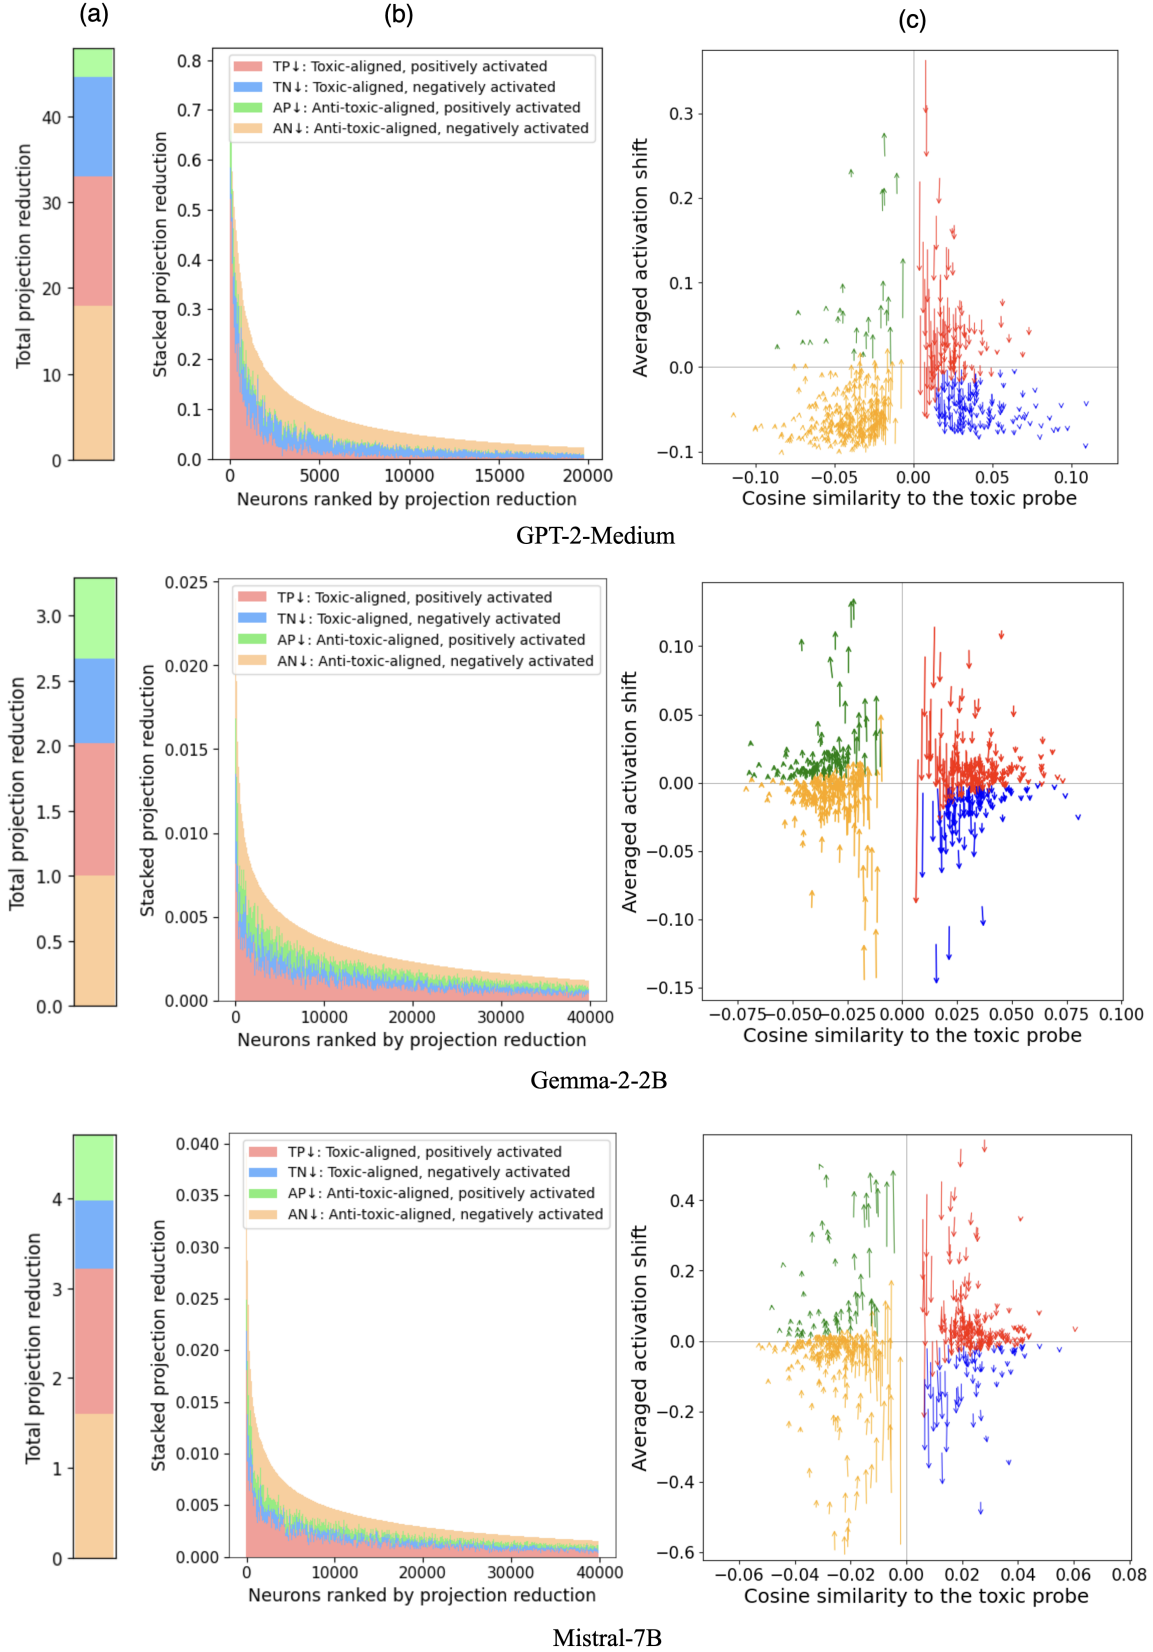 (a) (b) (c)
Total projection reduction
40
30
20
10
0
Stacked projection reduction
0.8
0.7
0.6
0.5
0.4
0.3
0.2
0.1
0.0
TP↓: Toxic-aligned, positively activated
TN↓: Toxic-aligned, negatively activated
AP↓: Anti-toxic-aligned, positively activated
AN↓: Anti-toxic-aligned, negatively activated
0 5000 10000 15000 20000
Neurons ranked by projection reduction
Averaged activation shift
0.3
0.2
0.1
0.0
−0.1
−0.10 −0.05 0.00 0.05 0.10
Cosine similarity to the toxic probe
GPT-2-Medium
Total projection reduction
3.0
2.5
2.0
1.5
1.0
0.5
0.0
Stacked projection reduction
0.025
0.020
0.015
0.010
0.005
0.000
TP↓: Toxic-aligned, positively activated
TN↓: Toxic-aligned, negatively activated
AP↓: Anti-toxic-aligned, positively activated
AN↓: Anti-toxic-aligned, negatively activated
0 10000 20000 30000 40000
Neurons ranked by projection reduction
Averaged activation shift
0.10
0.05
0.00
−0.05
−0.10
−0.15
−0.075 −0.050 −0.025 0.000 0.025 0.050 0.075 0.100
Cosine similarity to the toxic probe
Gemma-2-2B
Total projection reduction
4
3
2
1
0
Stacked projection reduction
0.040
0.035
0.030
0.025
0.020
0.015
0.010
0.005
0.000
TP↓: Toxic-aligned, positively activated
TN↓: Toxic-aligned, negatively activated
AP↓: Anti-toxic-aligned, positively activated
AN↓: Anti-toxic-aligned, negatively activated
0 10000 20000 30000 40000
Neurons ranked by projection reduction
Averaged activation shift
0.4
0.2
0.0
−0.2
−0.4
−0.6
−0.06 −0.04 −0.02 0.00 0.02 0.04 0.06 0.08
Cosine similarity to the toxic probe
Mistral-7B